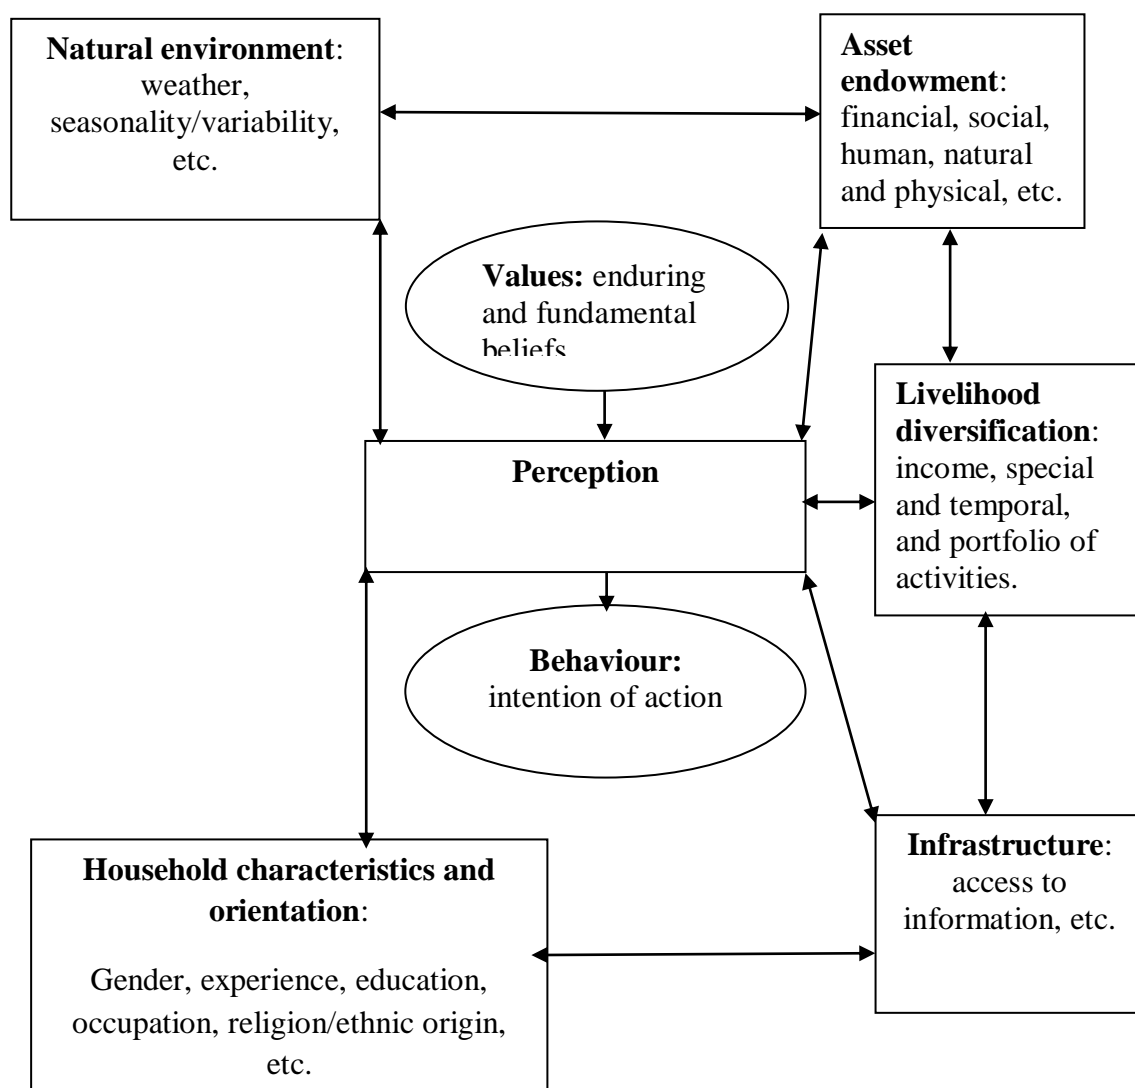 Natural environment:
weather,
seasonality/variability,
etc.
Asset
endowment:
financial, social,
human, natural
and physical, etc.
Values: enduring
and fundamental
beliefs
Livelihood
diversification:
income, special
and temporal,
and portfolio of
activities.
Perception
Behaviour:
intention of action
Household characteristics and
orientation:
Gender, experience, education,
occupation, religion/ethnic origin,
etc.
Infrastructure:
access to
information, etc.